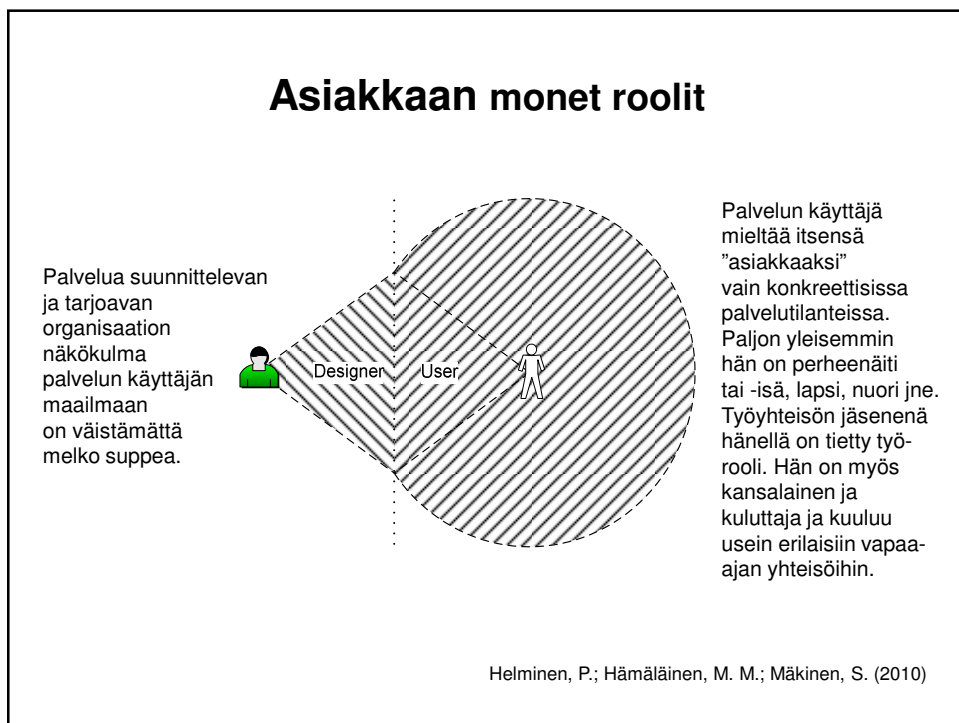 Asiakkaan monet roolit
Palvelua suunnittelevan
ja tarjoavan
organisaation
näkökulma
palvelun käyttäjän
maailmaan
on väistämättä
melko suppea.
Designer
User
Palvelun käyttäjä
mieltää itsensä
”asiakkaaksi”
vain konkreettisissa
palvelutilanteissa.
Paljon yleisemmin
hän on perheenäiti
tai -isä, lapsi, nuori jne.
Työyhteisön jäsenenä
hänellä on tietty työ-
rooli. Hän on myös
kansalainen ja
kuluttaja ja kuuluu
usein erilaisiin vapaa-
ajan yhteisöihin.
Helminen, P.; Hämäläinen, M. M.; Mäkinen, S. (2010)